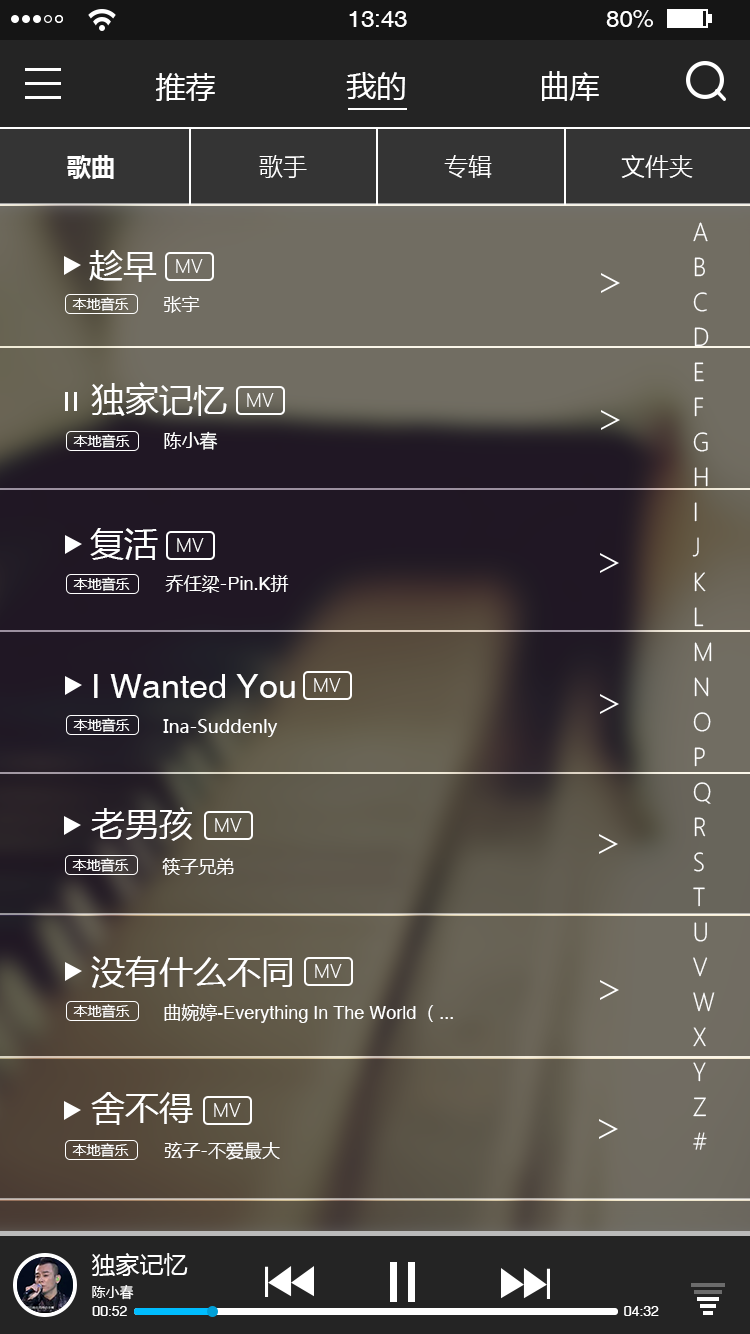 13:43 80%
推荐 我的 曲库
歌曲 歌手 专辑 文件夹
趁早 MV
本地音乐 张宇
>
独家记忆 MV
本地音乐 陈小春
>
复活 MV
本地音乐 乔任梁-Pin.K拼
>
I Wanted You MV
本地音乐 Ina-Suddenly
>
老男孩 MV
本地音乐 筷子兄弟
>
没有什么不同 MV
本地音乐 曲婉婷-Everything In The World （ ...
>
舍不得 MV
本地音乐 弦子-不爱最大
>
A
B
C
D
E
F
G
H
I
J
K
L
M
N
O
P
Q
R
S
T
U
V
W
X
Y
Z
#
独家记忆
陈小春
00:52 04:32